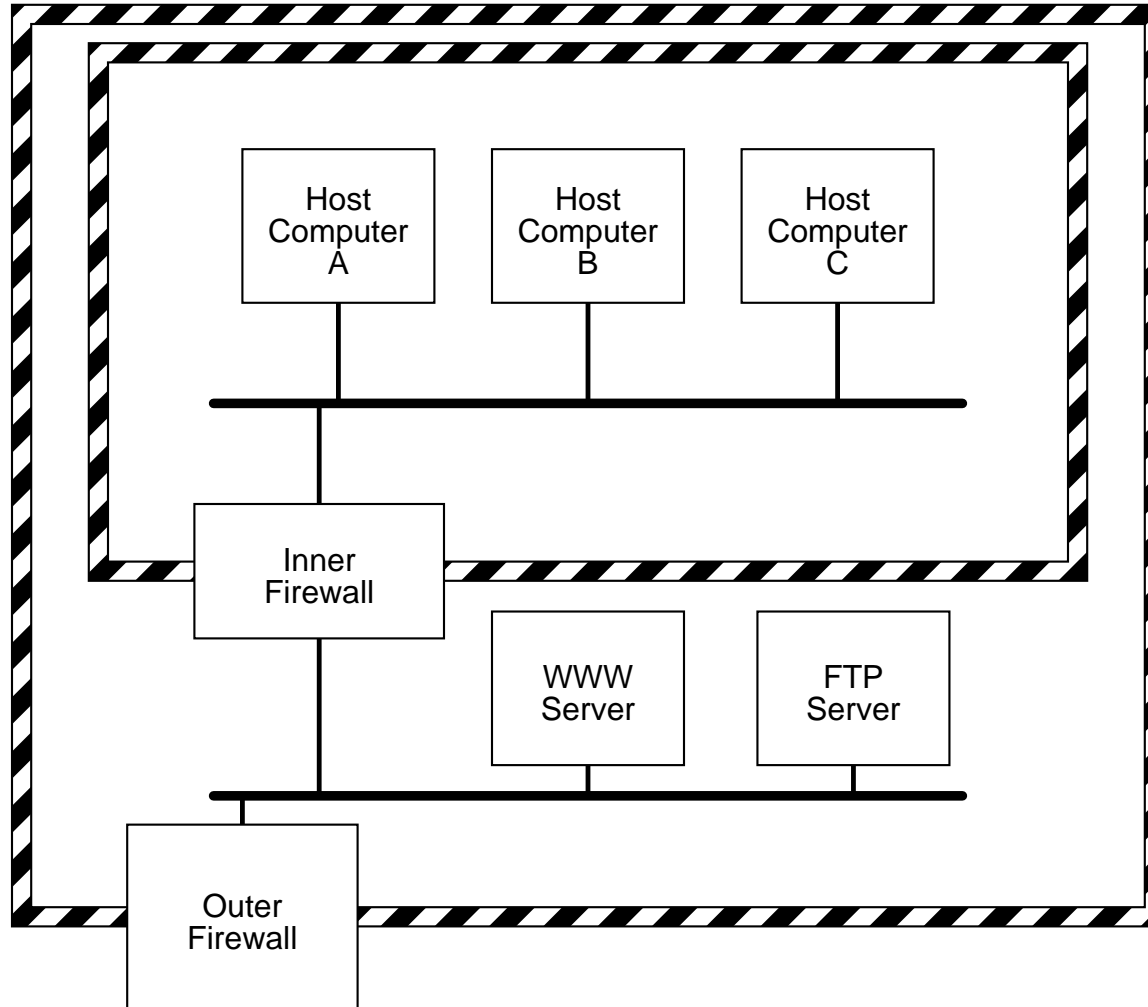 Host
Computer
A
Host
Computer
B
Host
Computer
C
Inner
Firewall
WWW
Server
FTP
Server
Outer
Firewall